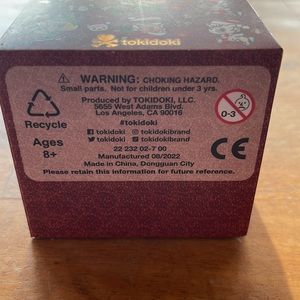 tokidoki
WARNING: CHOKING HAZARD.
Small parts. Not for children under 3 yrs.
Produced by TOKIDOKI, LLC.
5655 West Adams Blvd.
Los Angeles, CA 90016
#tokidoki
tokidoki tokidokibrand
tokidoki tokidokibrand
22 232 02-7 00
Manufactured 08/2022
Made in China, Dongguan City
Please retain this information for future reference.
Recycle
Ages
8+
0-3
CE